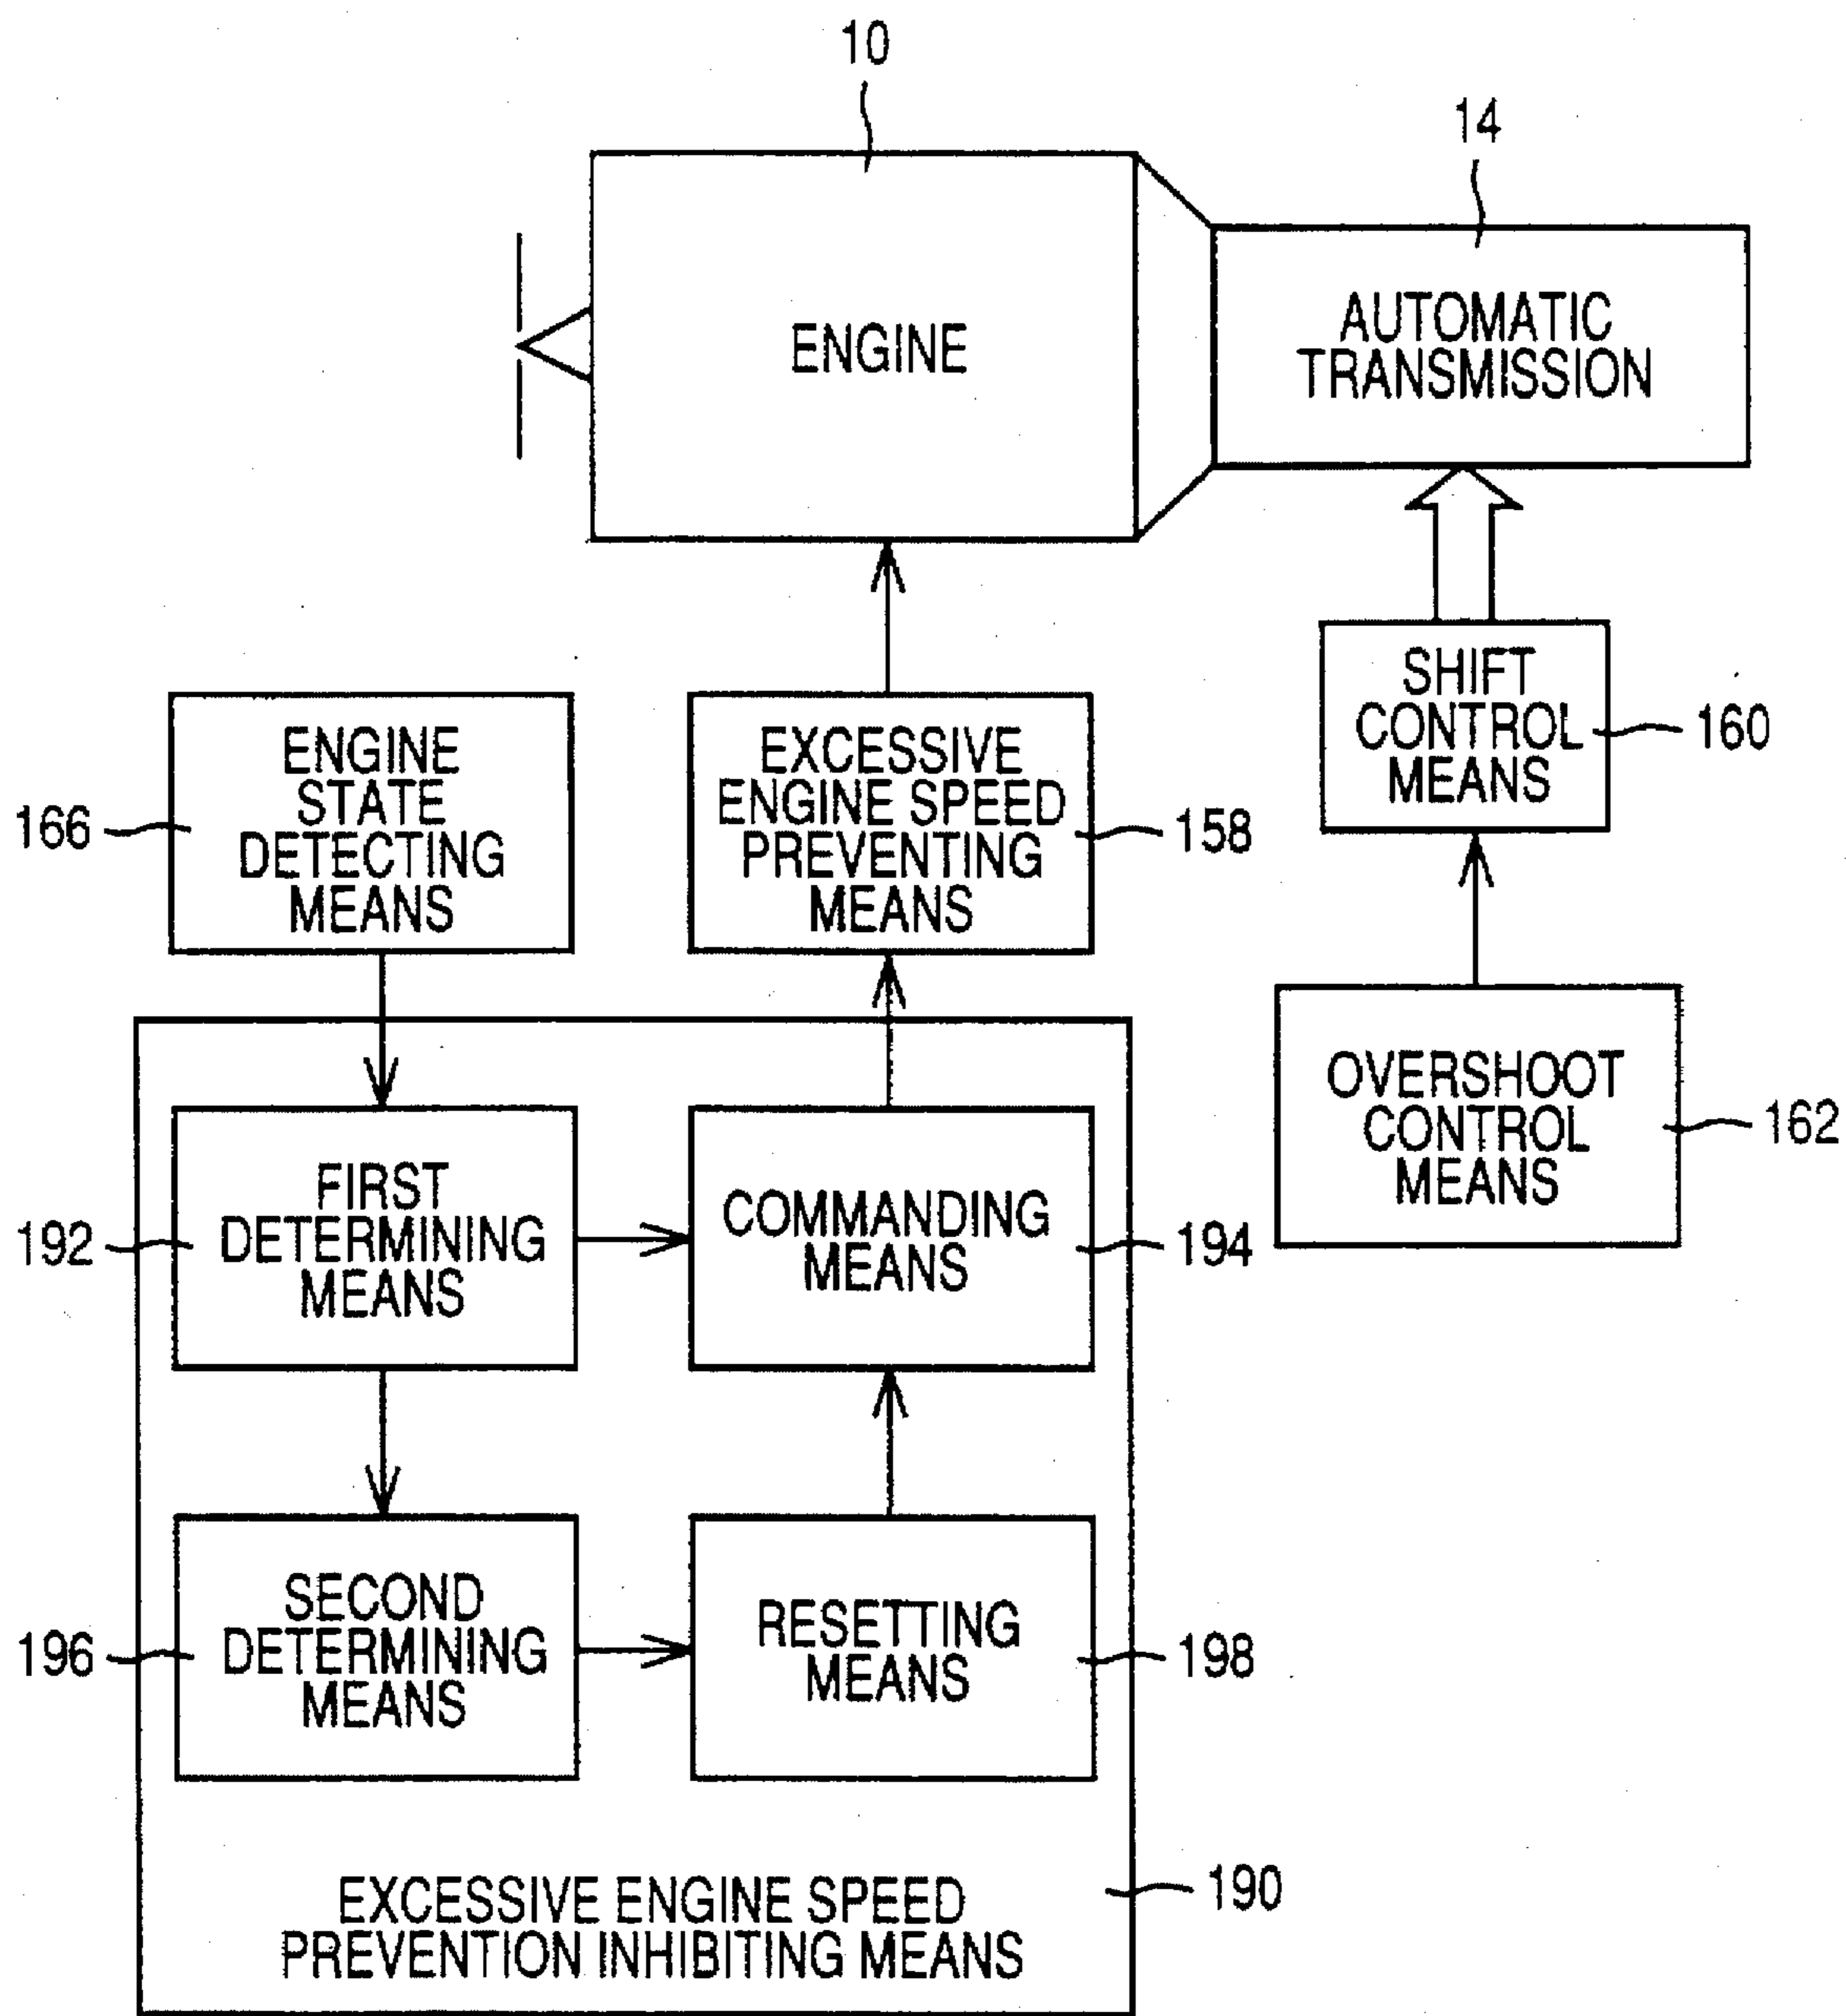 10
14
ENGINE
AUTOMATIC
TRANSMISSION
SHIFT
CONTROL
MEANS
160
ENGINE
STATE
DETECTING
MEANS
166
EXCESSIVE
ENGINE SPEED
PREVENTING
MEANS
158
OVERSHOOT
CONTROL
MEANS
162
FIRST
DETERMINING
MEANS
192
COMMANDING
MEANS
194
SECOND
DETERMINING
MEANS
196
RESETTING
MEANS
198
EXCESSIVE ENGINE SPEED
PREVENTION INHIBITING MEANS
190